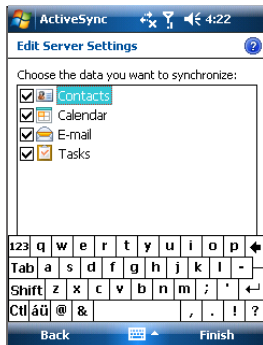 ActiveSync 4:22
Edit Server Settings ?
Choose the data you want to synchronize:
Contacts
Calendar
E-mail
Tasks
123 q w e r t y u i o p
Tab a s d f g h j k l -
Shift z x c v b n m ; '
Ctl áü @ & , . ! ?
Back Finish